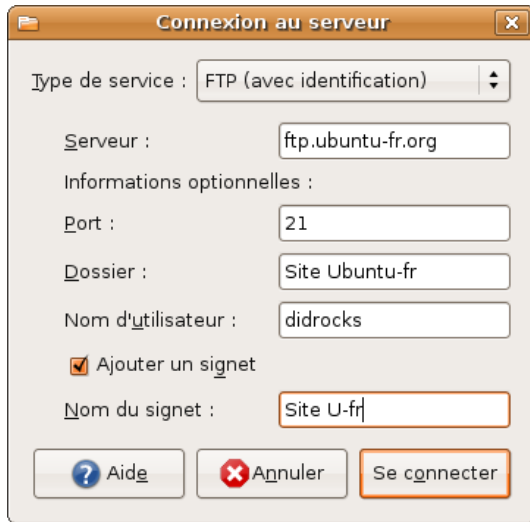 Connexion au serveur
Type de service : FTP (avec identification)
Serveur : ftp.ubuntu-fr.org
Informations optionnelles :
Port : 21
Dossier : Site Ubuntu-fr
Nom d'utilisateur : didrocks
Ajouter un signet
Nom du signet : Site U-fr
Aide Annuler Se connecter